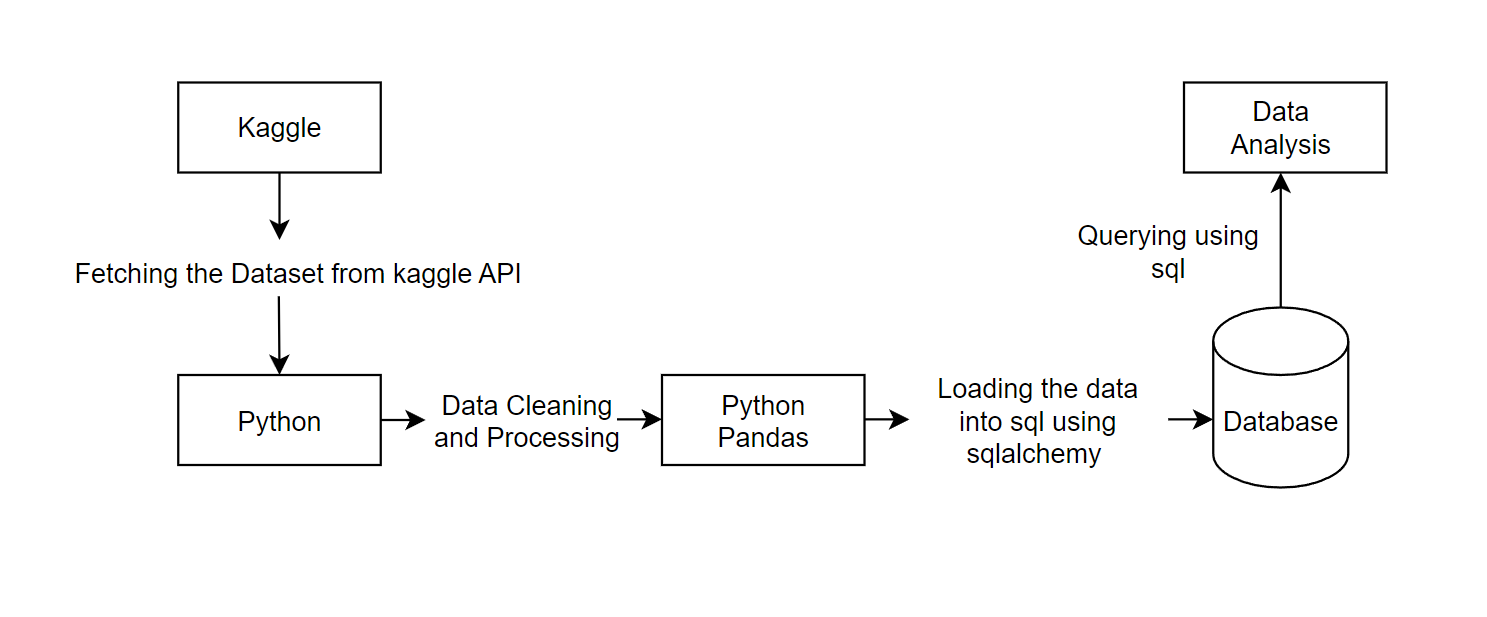 Kaggle
Fetching the Dataset from kaggle API
Python
Data Cleaning
and Processing
Python
Pandas
Loading the data
into sql using
sqlalchemy
Database
Querying using
sql
Data
Analysis